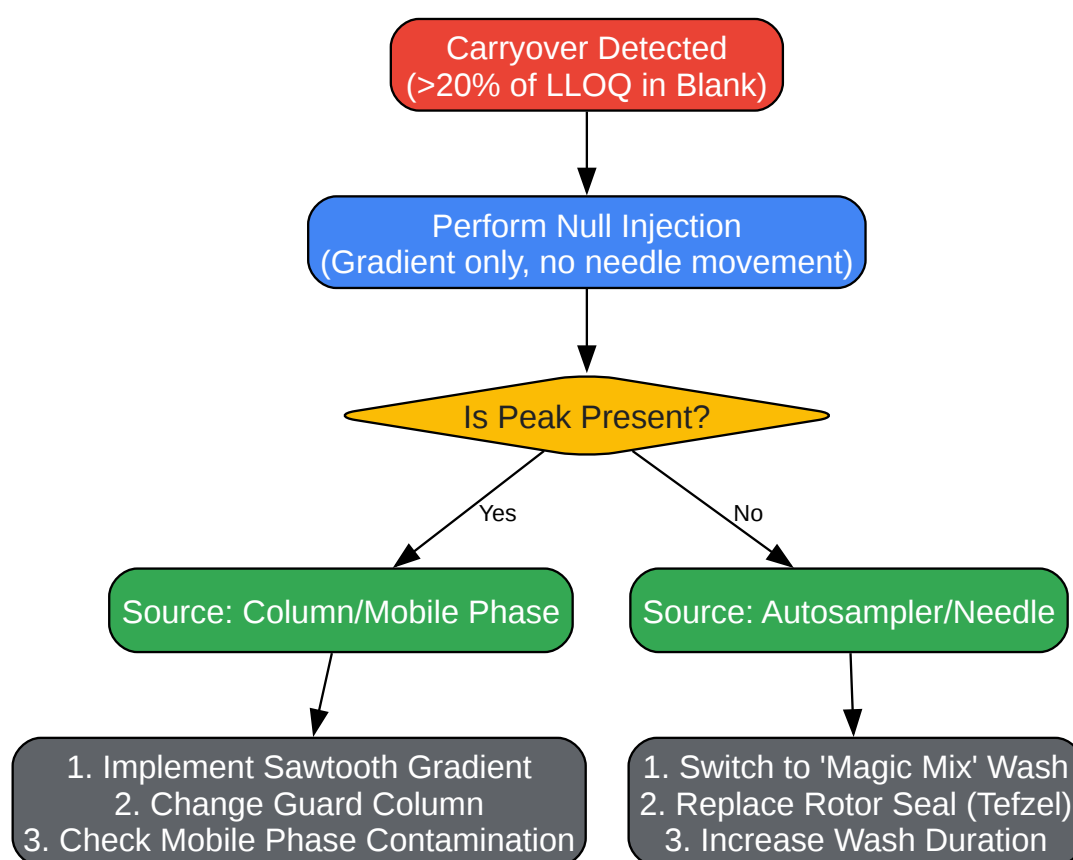 Carryover Detected
(>20% of LLOQ in Blank)
Perform Null Injection
(Gradient only, no needle movement)
Is Peak Present?
Yes
No
Source: Column/Mobile Phase
Source: Autosampler/Needle
1. Implement Sawtooth Gradient
2. Change Guard Column
3. Check Mobile Phase Contamination
1. Switch to 'Magic Mix' Wash
2. Replace Rotor Seal (Tefzel)
3. Increase Wash Duration